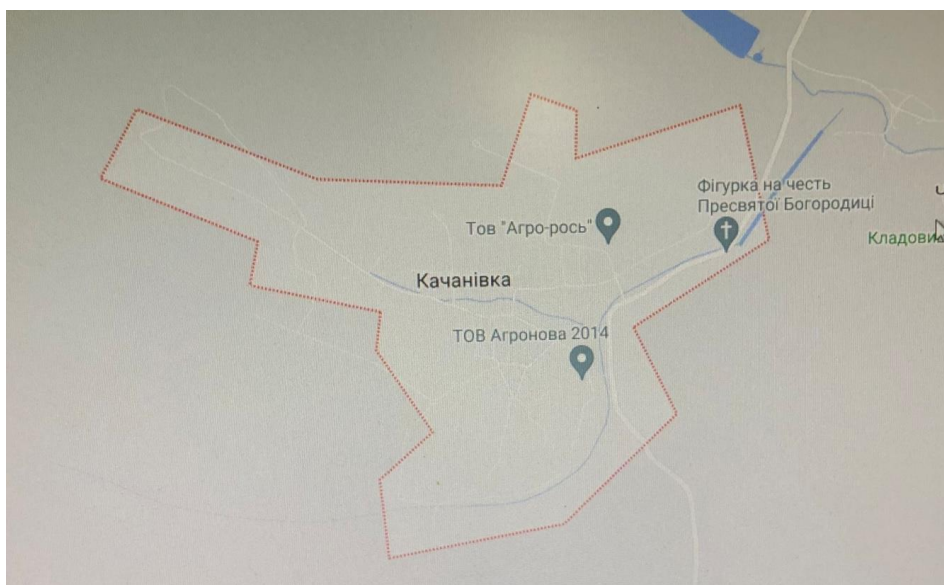 Фігурка на честь
Пресвятої Богородиці
Тов "Агро-рось"
Качанівка
ТОВ Агронова 2014